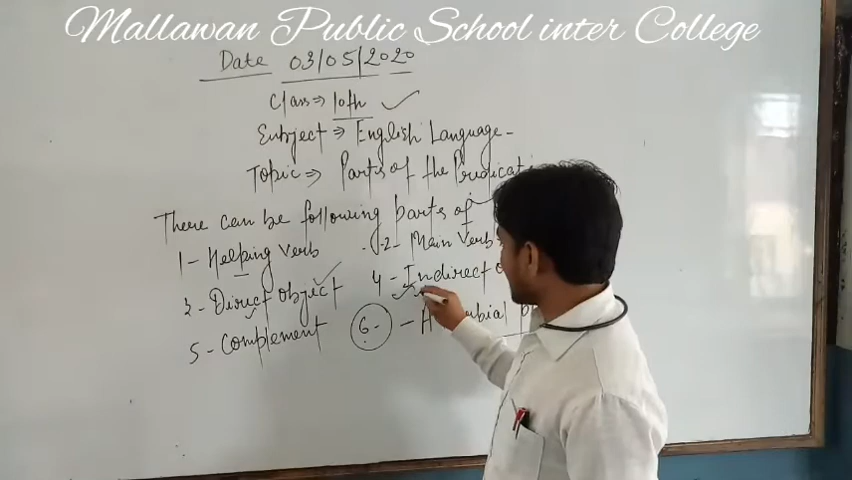 Mallawan Public School inter College
Date 03/05/2020
Class ⇒ 10th
Subject ⇒ English Language -
Topic ⇒ Parts of the
There can be following parts of
1 - Helping verb 2 - Main Verb
3 - Direct object 4 - Indirect
5 - Complement 6 -